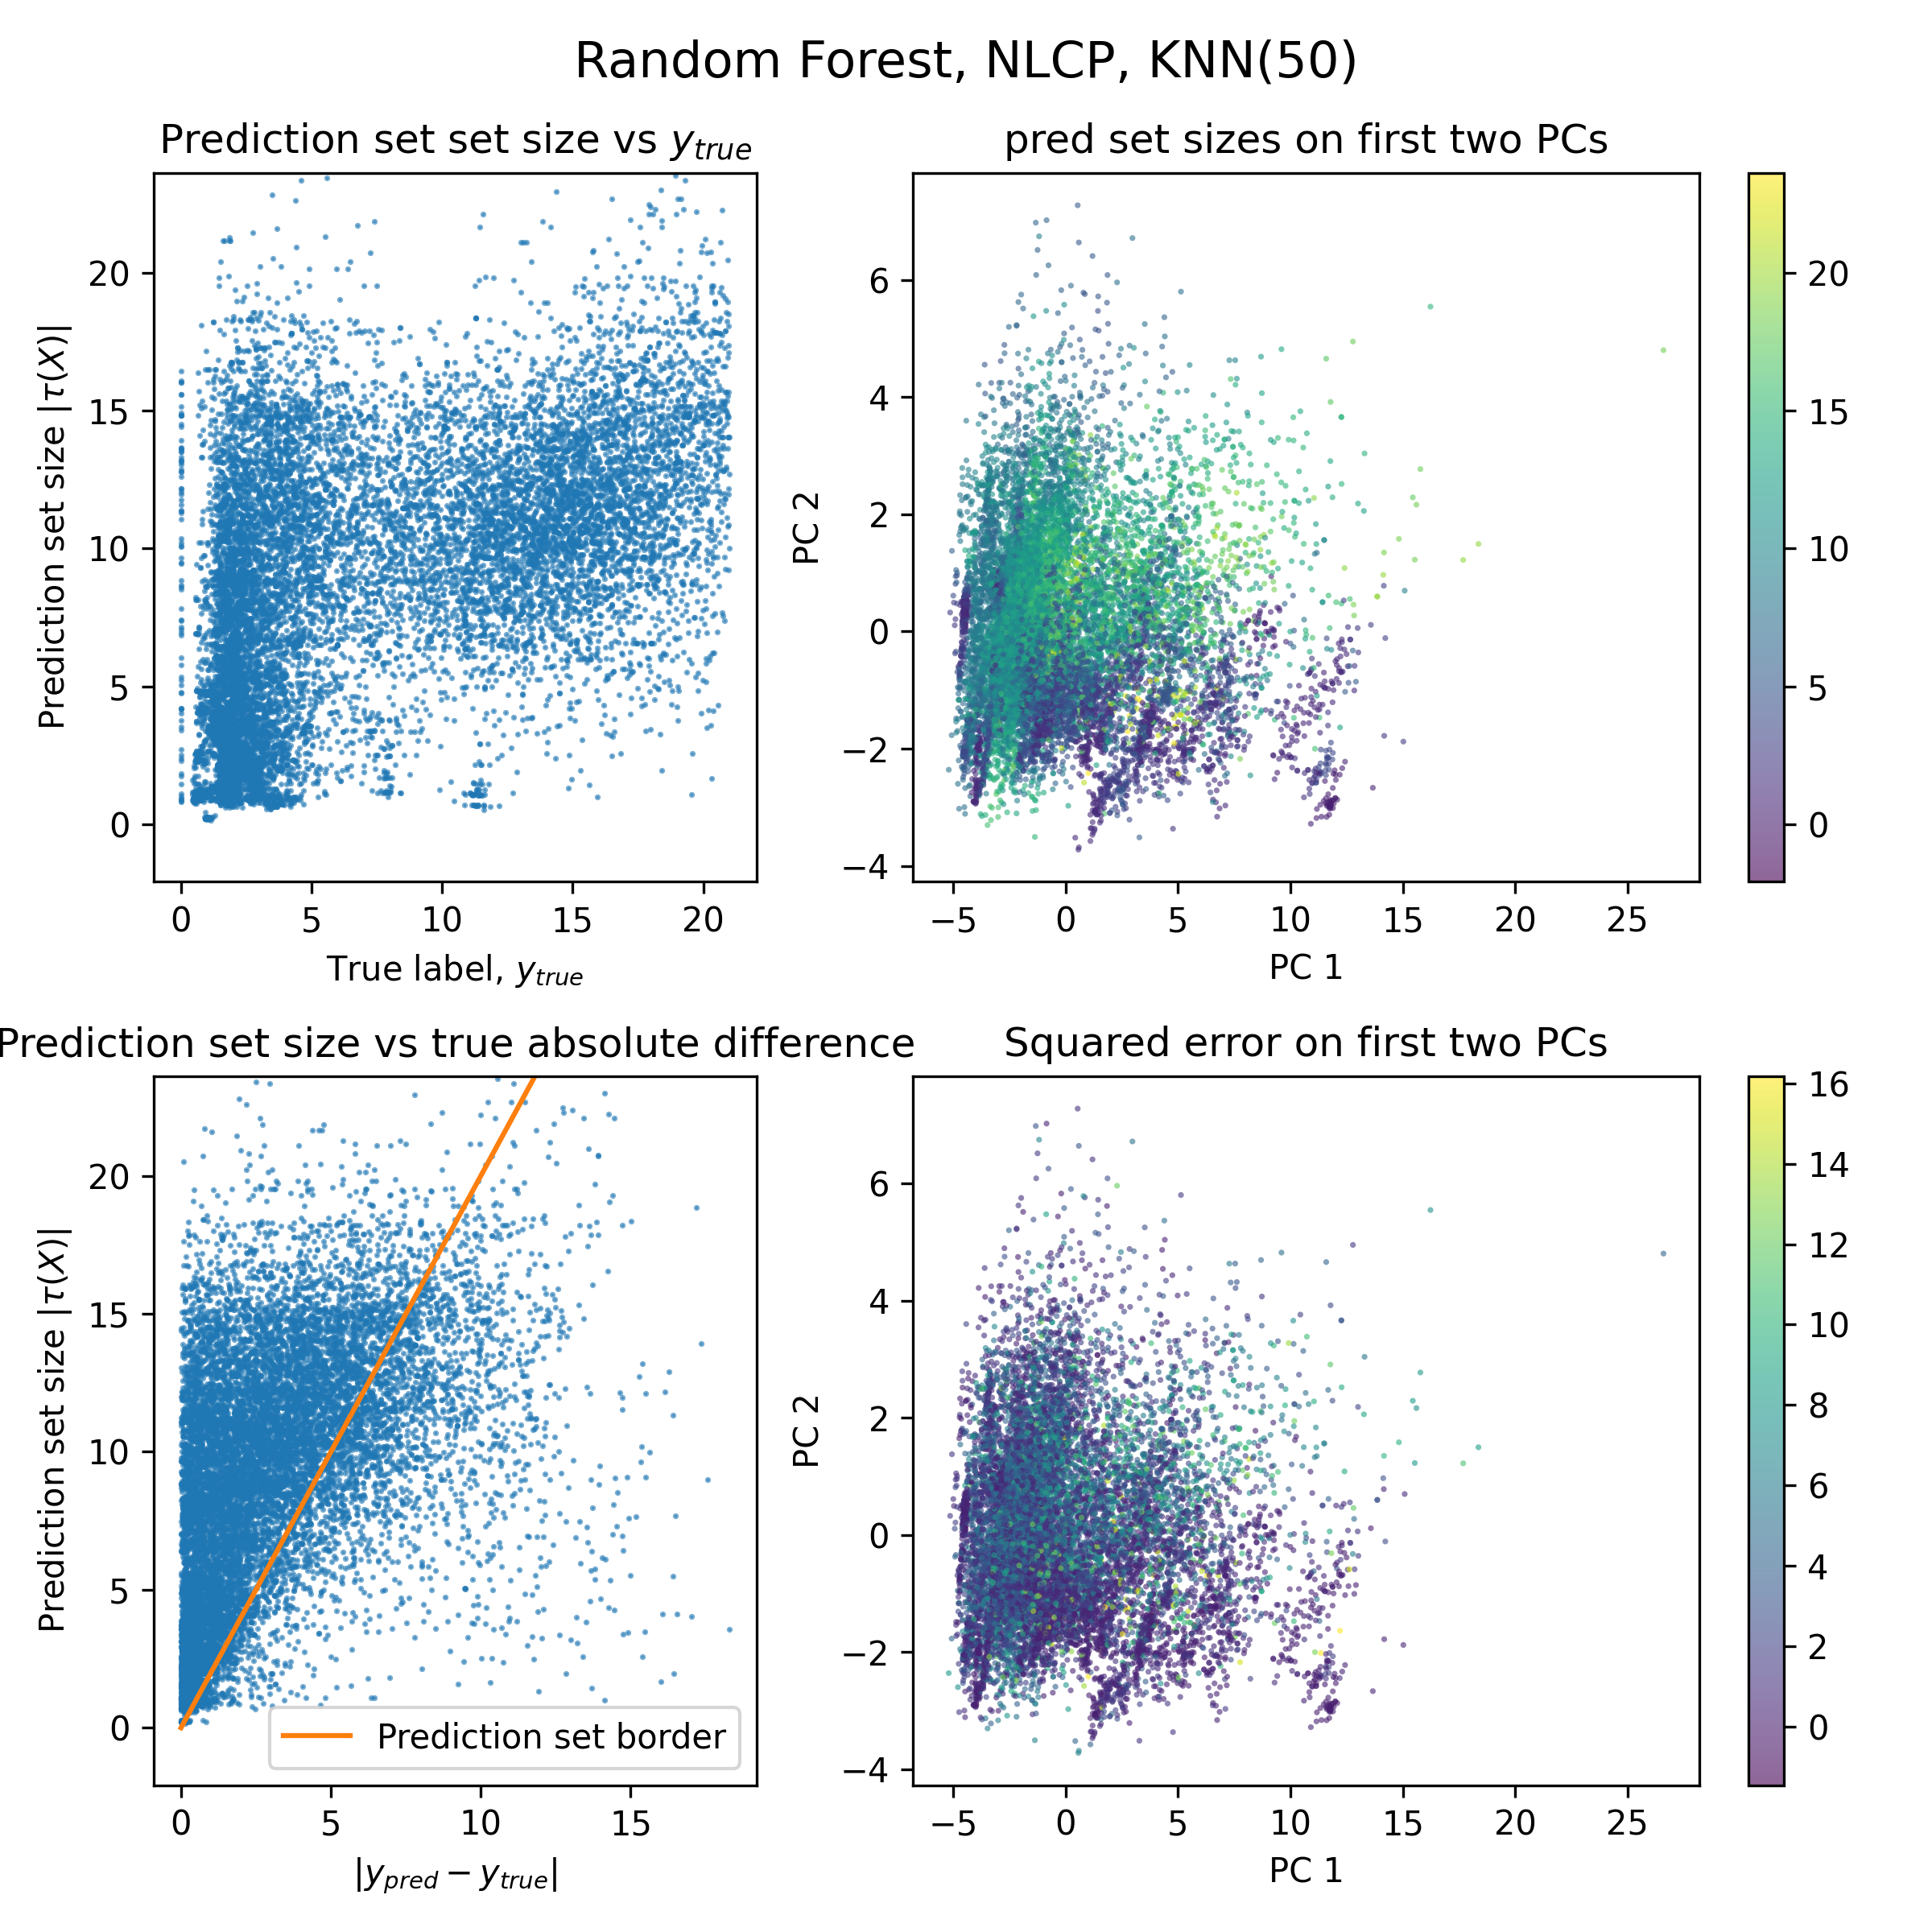 Random Forest, NLCP, KNN(50)
Prediction set set size vs y_true
Prediction set size |τ(X)|
20
15
10
5
0
0 5 10 15 20
True label, y_true
pred set sizes on first two PCs
PC 2
6
4
2
0
−2
−4
−5 0 5 10 15 20 25
PC 1
20
15
10
5
0
Prediction set size vs true absolute difference
Prediction set size |τ(X)|
20
15
10
5
0
Prediction set border
0 5 10 15
|y_pred − y_true|
Squared error on first two PCs
PC 2
6
4
2
0
−2
−4
−5 0 5 10 15 20 25
PC 1
16
14
12
10
8
6
4
2
0